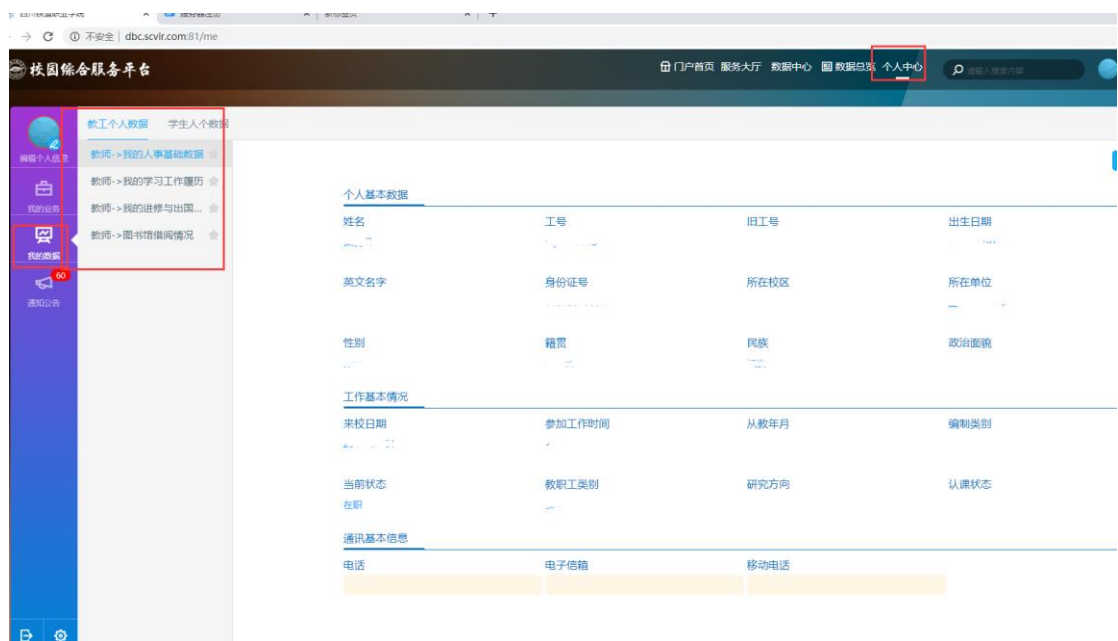 不安全 | dbc.scvir.com:81/me
校园综合服务平台
门户首页 服务大厅 数据中心 数据总览 个人中心 请输入搜索内容
教工个人数据 学生人个数据
编辑个人信息
教师->我的人事基础数据
教师->我的学习工作履历
我的业务
教师->我的进修与出国...
教师->图书馆借阅情况
我的数据
60
通知公告
个人基本数据
姓名 工号 旧工号 出生日期
英文名字 身份证号 所在校区 所在单位
性别 籍贯 民族 政治面貌
工作基本情况
来校日期 参加工作时间 从教年月 编制类别
当前状态 教职工类别 研究方向 认课状态
在职
通讯基本信息
电话 电子信箱 移动电话